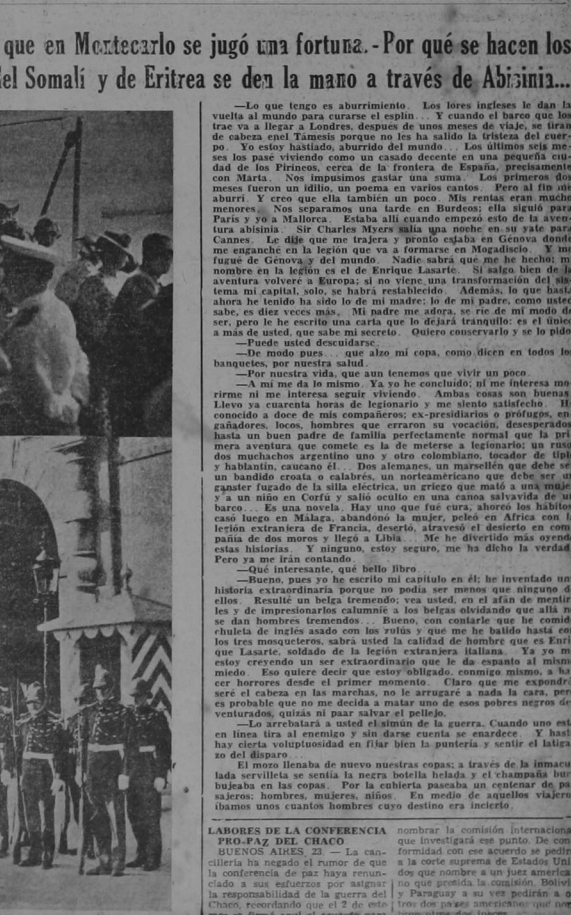 que en Montecarlo se jugó una fortuna.-Por qué se hacen los
del Somalí y de Eritrea se den la mano a través de Abisinia...
—Lo que tengo es aburrimiento. Los lores ingleses le dan la
vuelta al mundo para curarse el esplín... Y cuando el barco que los
trae va a llegar a Londres, despues de unos meses de viaje, se tiran
de cabeza enel Támesis porque no les ha salido la tristeza del cuer-
po. Yo estoy hastiado, aburrido del mundo... Los últimos seis me-
ses los pasé viviendo como un casado decente en una pequeña ciu-
dad de los Pirineos, cerca de la frontera de España, precisamente
con Marta. Nos impusimos gastar una suma. Los primeros dos
meses fueron un idilio, un poema en varios cantos. Pero al fin me
aburrí. Y creo que ella también un poco. Mis rentas eran mucho
menores. Nos separamos una tarde en Burdeos; ella siguió para
París y yo a Mallorca. Estaba allí cuando empezó esto de la aven-
tura abisinia. Sir Charles Myers salía una noche en su yate para
Cannes. Le dije que me trajera y pronto estaba en Génova donde
me enganché en la legión que va a formarse en Mogadiscio. Y me
fugué de Génova y del mundo. Nadie sabrá que me he hecho; mi
nombre en la legión es el de Enrique Lasarte. Si salgo bien de la
aventura volveré a Europa; si no viene una transformación del sis-
tema mi capital, solo, se habrá restablecido. Además, lo que hasta
ahora he tenido ha sido lo de mi madre; lo de mi padre, como usted
sabe, es diez veces más. Mi padre me adora, se ríe de mi modo de
ser, pero le he escrito una carta que lo dejará tranquilo: es el único
a más de usted, que sabe mi secreto. Quiero conservarlo y se lo pido
—Puede usted descuidarse.
—De modo pues... que alzo mi copa, como dicen en todos los
banquetes, por nuestra salud.
—Por nuestra vida, que aun tenemos que vivir un poco.
—A mi me da lo mismo. Ya yo he concluído; ni me interesa mo-
rirme ni me interesa seguir viviendo. Ambas cosas son buenas.
Llevo ya cuarenta horas de legionario y me siento satisfecho. He
conocido a doce de mis compañeros; ex-presidiarios o prófugos, en-
gañadores, locos, hombres que erraron su vocación, desesperados
hasta un buen padre de familia perfectamente normal que la pri
mera aventura que comete es la de meterse a legionario; un ruso
dos muchachos argentino uno y otro colombiano, tocador de tiple
y hablantín, caucano él... Dos alemanes, un marsellén que debe se
un bandido croata o calabrés, un norteamericano que debe ser un
ganster fugado de la silla eléctrica, un griego que mató a una mujer
y a un niño en Corfú y salió oculto en una canoa salvavida de un
barco... Es una novela. Hay uno que fué cura, ahorcó los hábitos
casó luego en Málaga, abandonó la mujer, peleó en Africa con la
legión extranjera de Francia, desertó, atravesó el desierto en com
pañía de dos moros y llegó a Libia... Me he divertido más oyendo
estas historias. Y ninguno, estoy seguro, me ha dicho la verdad.
Pero ya me irán contando.
—Qué interesante, qué bello libro...
—Bueno, pues yo he escrito mi capítulo en él; he inventado un
historia extraordinaria porque no podía ser menos que ninguno d
ellos. Resulté un belga tremendo; vea usted, en el afán de mentir
les y de impresionarlos calumnié a los belgas olvidando que allá n
se dan hombres tremendos... Bueno, con contarle que he comid
chuleta de inglés asado con los zulús y que me he batido hasta con
los tres mosqueteros, sabrá usted la calidad de hombre que es Enri
que Lasarte, soldado de la legión extranjera italiana. Ya yo m
estoy creyendo un ser extraordinario que le da espanto al mism
miedo. Eso quiere decir que estoy obligado, conmigo mismo, a ha
cer horrores desde el primer momento. Claro que me expondr
seré el cabeza en las marchas, no le arrugaré a nada la cara, per
es probable que no me decida a matar uno de esos pobres negros de
venturados, quizás ni paar salvar el pellejo.
—Lo arrebatará a usted el simún de la guerra. Cuando uno est
en línea tira al enemigo y sin darse cuenta se enardece. Y hast
hay cierta voluptuosidad en fijar bien la puntería y sentir el latiga
zo del disparo...
El mozo llenaba de nuevo nuestras copas; a través de la inmacu
lada servilleta se sentía la negra botella helada y el champaña bur
bujeaba en las copas. Por la cubierta paseaba un centenar de pa
sajeros: hombres, mujeres, niños. En medio de aquellos viajero
íbamos unos cuantos hombres cuyo destino era incierto.
LABORES DE LA CONFERENCIA
PRO-PAZ DEL CHACO
BUENOS AIRES, 23. — La can-
cillería ha negado el rumor de que
la conferencia de paz haya renun-
ciado a sus esfuerzos por asignar
la responsabilidad de la guerra del
Chaco, recordando que el 2 de este
nombrar la comisión internaciona
que investigará ese punto. De con
formidad con ese acuerdo se pedir
a la corte suprema de Estados Uni
dos que nombre a un juez america
no que presida la comisión. Bolivi
y Paraguay a su vez pedirán a o
tros dos países americanos que nom